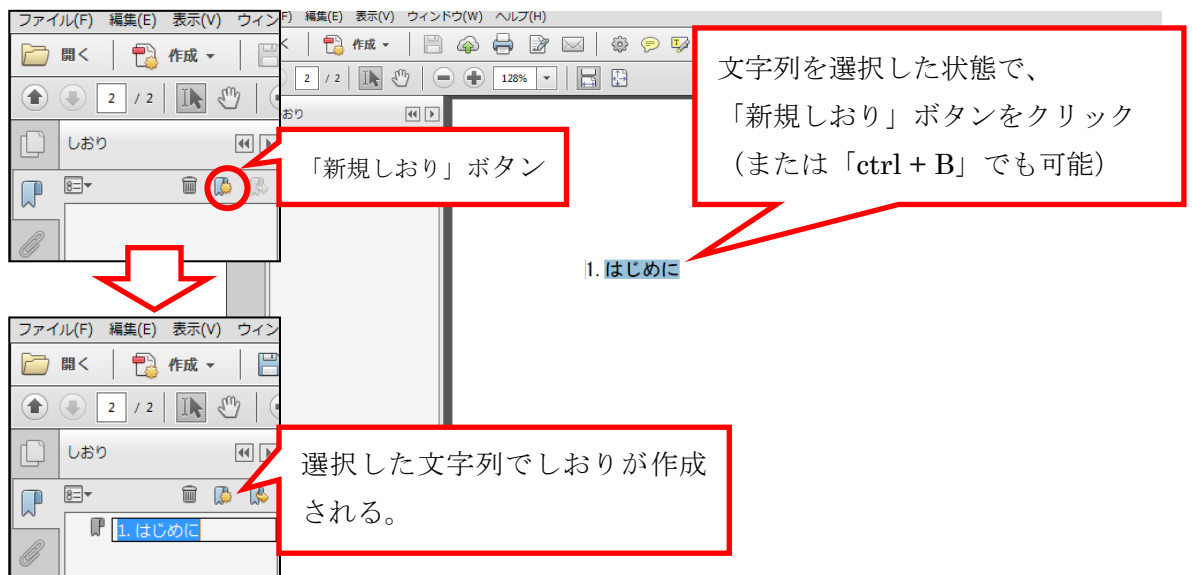 ファイル(F) 編集(E) 表示(V) ウィン
開く 作成
2 / 2
しおり
F) 編集(E) 表示(V) ウィンドウ(W) ヘルプ(H)
作成
2 / 2 128%
おり
「新規しおり」ボタン
文字列を選択した状態で、
「新規しおり」ボタンをクリック
（または「ctrl + B」でも可能）
1. はじめに
ファイル(F) 編集(E) 表示(V) ウィン
開く 作成
2 / 2
しおり
1. はじめに
選択した文字列でしおりが作成
される。